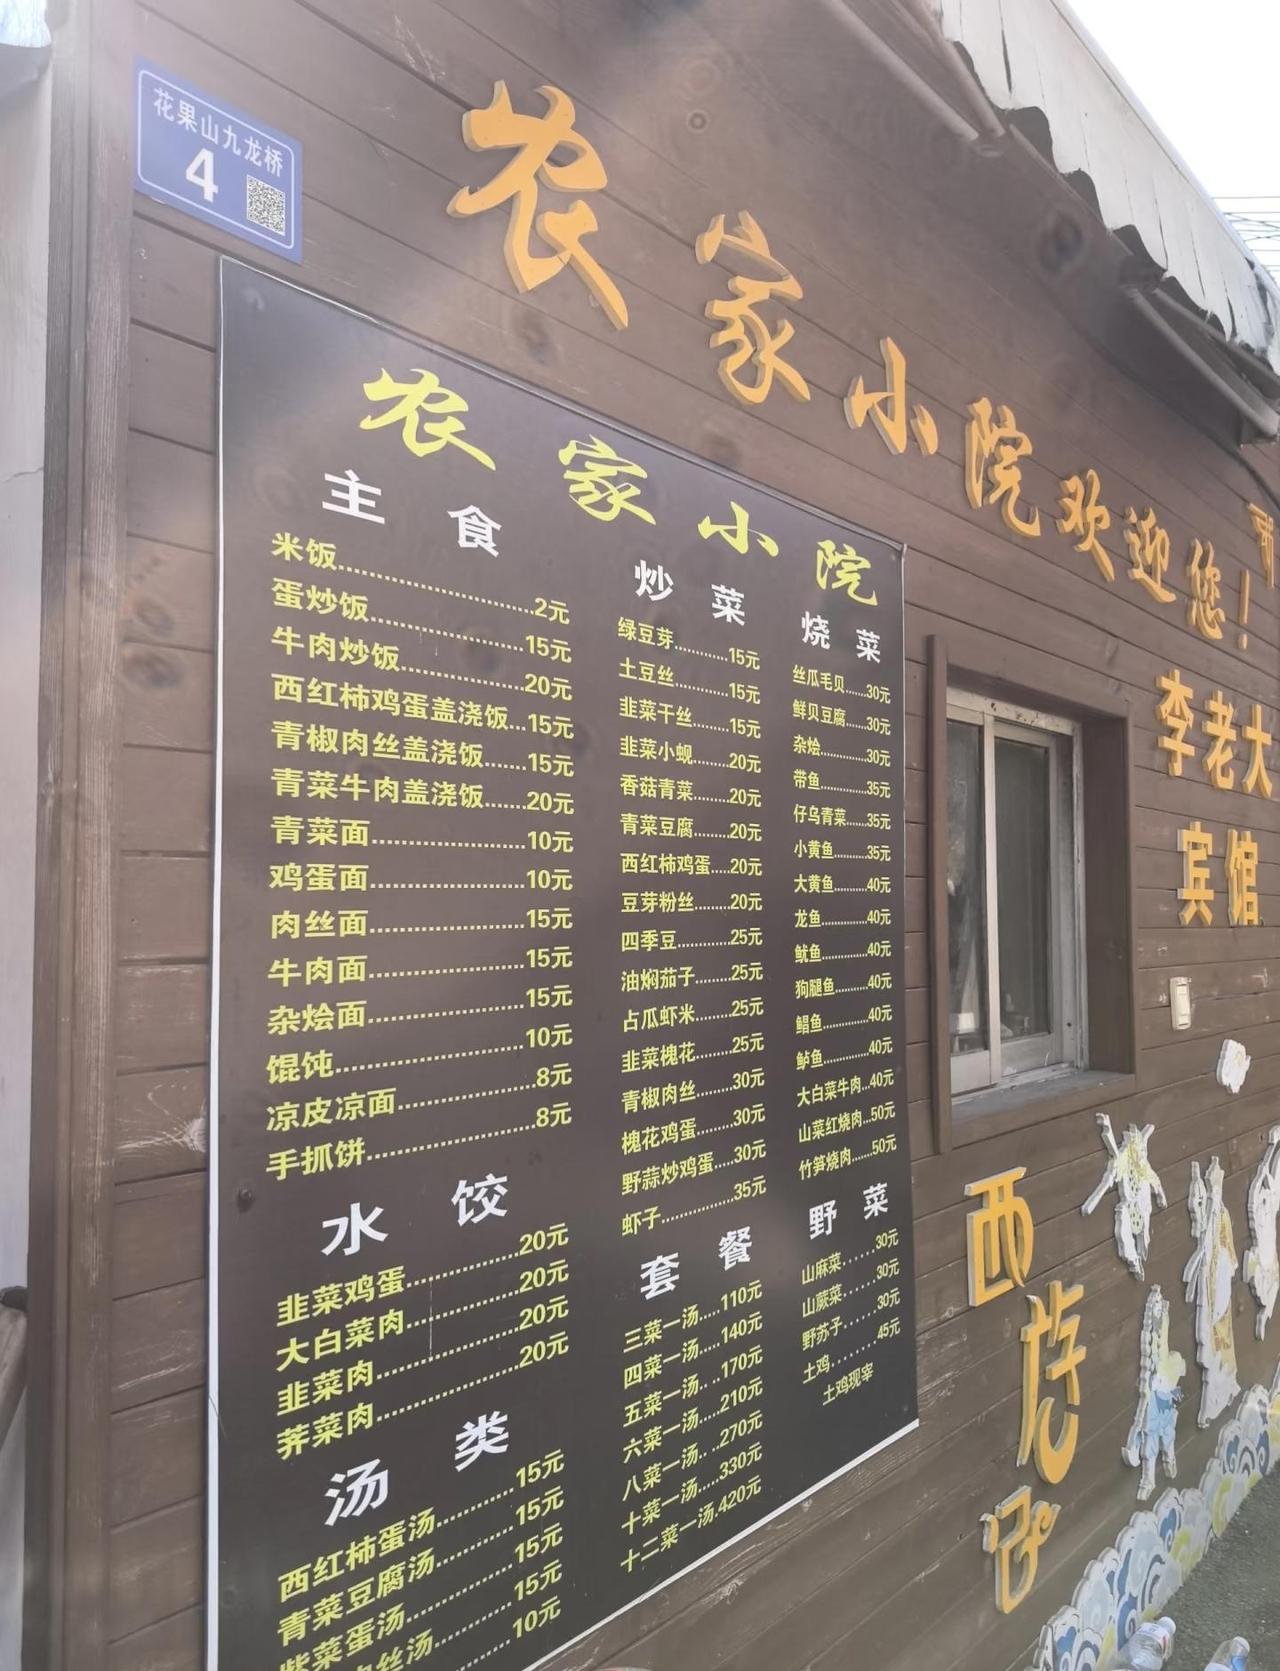 花果山九龙桥
4
农家小院欢迎您!
李老大
宾馆
西游记
农家小院
主食
米饭 2元
蛋炒饭 15元
牛肉炒饭 20元
西红柿鸡蛋盖浇饭 15元
青椒肉丝盖浇饭 15元
青菜牛肉盖浇饭 20元
青菜面 10元
鸡蛋面 10元
肉丝面 15元
牛肉面 15元
杂烩面 15元
馄饨 10元
凉皮凉面 8元
手抓饼 8元
水饺
韭菜鸡蛋 20元
大白菜肉 20元
韭菜肉 20元
荠菜肉 20元
汤类
西红柿蛋汤 15元
青菜豆腐汤 15元
紫菜蛋汤 15元
肉丝汤 15元
10元
炒菜
绿豆芽 15元
土豆丝 15元
韭菜干丝 15元
韭菜小蚬 20元
香菇青菜 20元
青菜豆腐 20元
西红柿鸡蛋 20元
豆芽粉丝 20元
四季豆 25元
油焖茄子 25元
占瓜虾米 25元
韭菜槐花 25元
青椒肉丝 30元
槐花鸡蛋 30元
野蒜炒鸡蛋 30元
虾子 35元
套餐
三菜一汤 110元
四菜一汤 140元
五菜一汤 170元
六菜一汤 210元
八菜一汤 270元
十菜一汤 330元
十二菜一汤 420元
烧菜
丝瓜毛贝 30元
鲜贝豆腐 30元
杂烩 30元
带鱼 35元
仔乌青菜 35元
小黄鱼 35元
大黄鱼 40元
龙鱼 40元
鱿鱼 40元
狗腿鱼 40元
鲳鱼 40元
鲈鱼 40元
大白菜牛肉 40元
山菜红烧肉 50元
竹笋烧肉 50元
野菜
山麻菜 30元
山蕨菜 30元
野苏子 30元
土鸡 45元
土鸡现宰